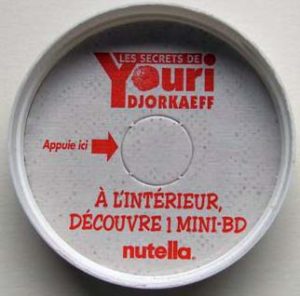 LES SECRETS DE
Youri
DJORKAEFF
Appuie ici
À L'INTÉRIEUR,
DÉCOUVRE 1 MINI-BD
nutella.